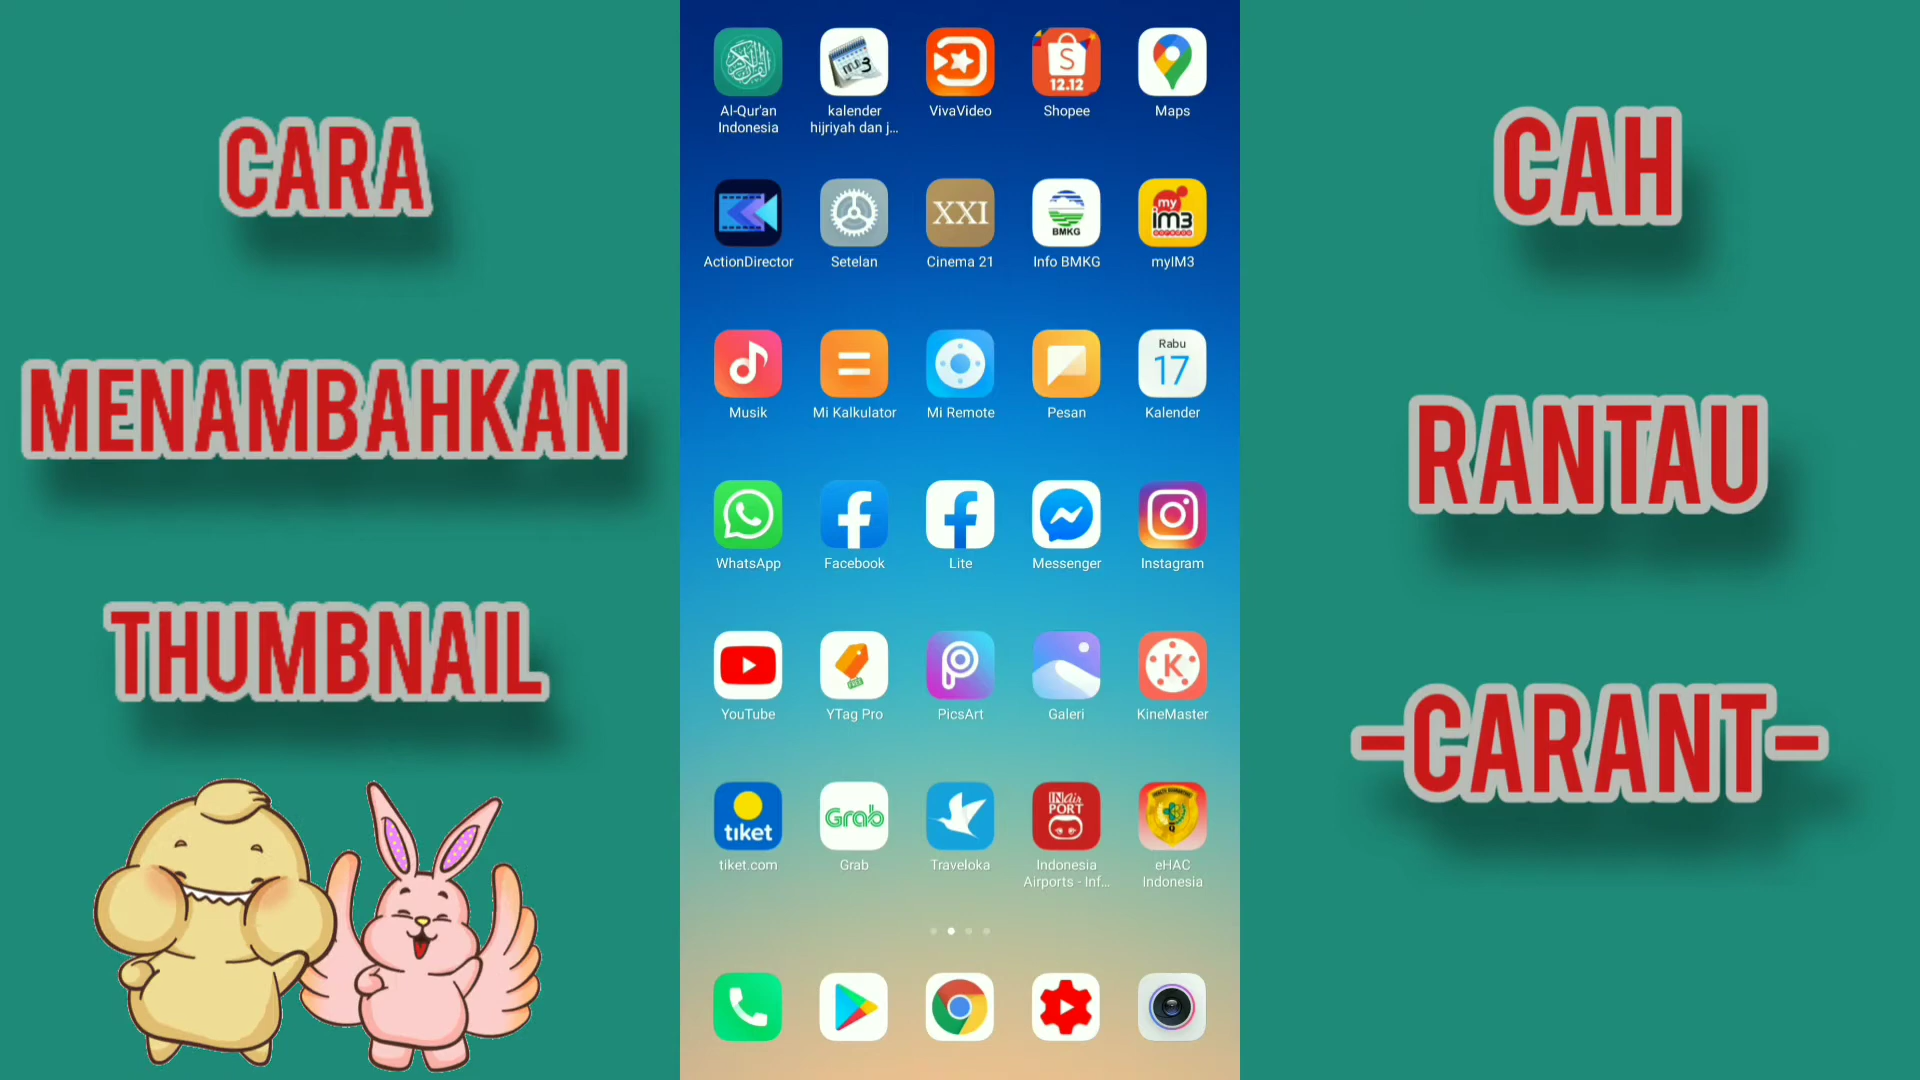 CARA
MENAMBAHKAN
THUMBNAIL
Al-Qur'an
Indonesia
kalender
hijriyah dan j...
VivaVideo
S
12.12
Shopee
Maps
ActionDirector
Setelan
XXI
Cinema 21
BMKG
Info BMKG
my
im3
myIM3
Musik
Mi Kalkulator
Mi Remote
Pesan
Rabu
17
Kalender
WhatsApp
Facebook
Lite
Messenger
Instagram
YouTube
FREE
YTag Pro
PicsArt
Galeri
K
KineMaster
tiket
tiket.com
Grab
Grab
Traveloka
INair
PORT
Indonesia
Airports - Inf...
eHAC
Indonesia
CAH
RANTAU
-CARANT-